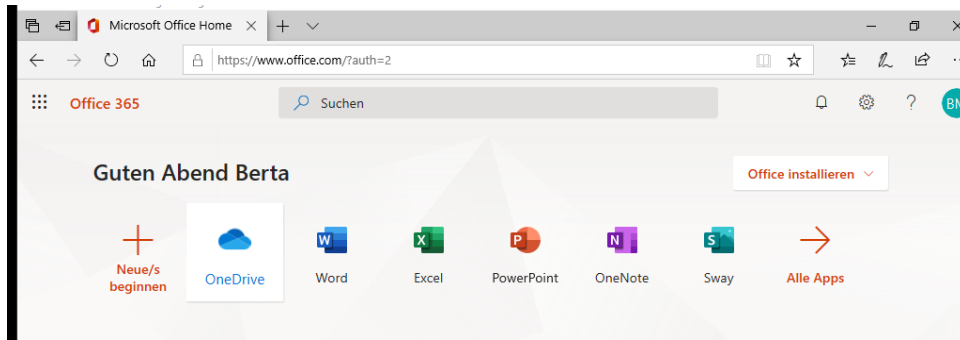 Microsoft Office Home
https://www.office.com/?auth=2
Office 365
Suchen
?
BM
Guten Abend Berta
Office installieren
Neue/s
beginnen
OneDrive
W
Word
X
Excel
P
PowerPoint
N
OneNote
S
Sway
Alle Apps